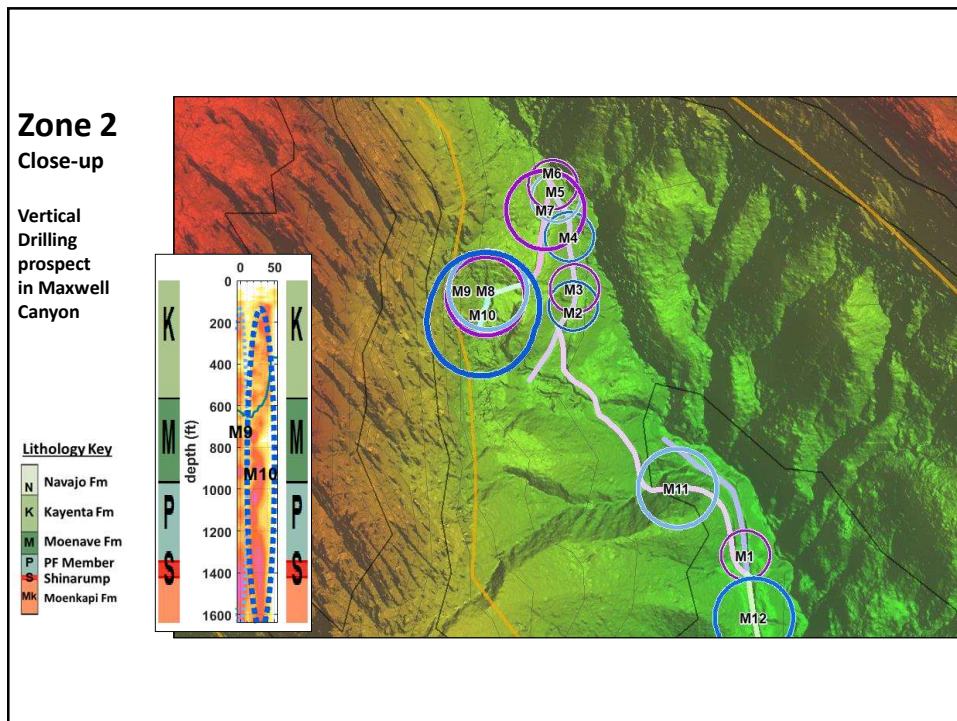 Zone 2
Close-up
Vertical
Drilling
prospect
in Maxwell
Canyon
Lithology Key
N Navajo Fm
K Kayenta Fm
M Moenave Fm
P PF Member
S Shinarump
Mk Moenkapi Fm
0 50
0
200
400
600
800
1000
1200
1400
1600
depth (ft)
K
M
P
S
K
M
P
S
M9
M10
M6
M5
M7
M4
M9 M8
M10
M3
M2
M11
M1
M12